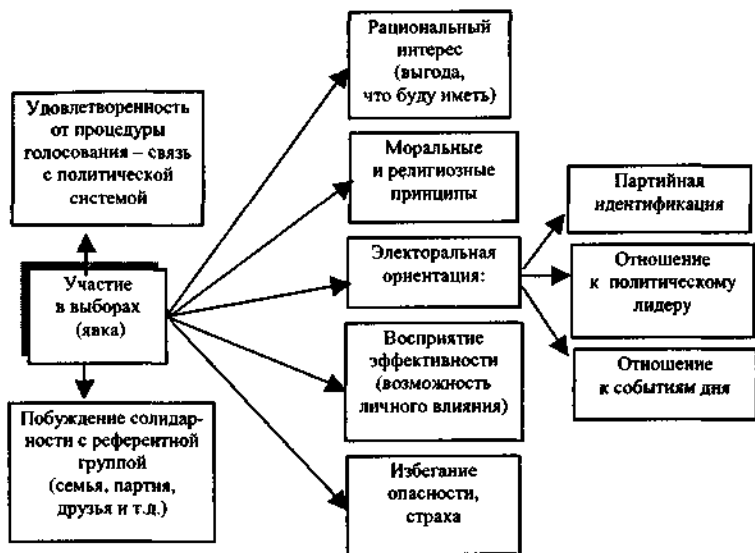 Удовлетворенность
от процедуры
голосования – связь
с политической
системой
Участие
в выборах
(явка)
Побуждение солидар-
ности с референтной
группой
(семья, партия,
друзья и т.д.)
Рациональный
интерес
(выгода,
что буду иметь)
Моральные
и религиозные
принципы
Электоральная
ориентация:
Восприятие
эффективности
(возможность
личного влияния)
Избегание
опасности,
страха
Партийная
идентификация
Отношение
к политическому
лидеру
Отношение
к событиям дня